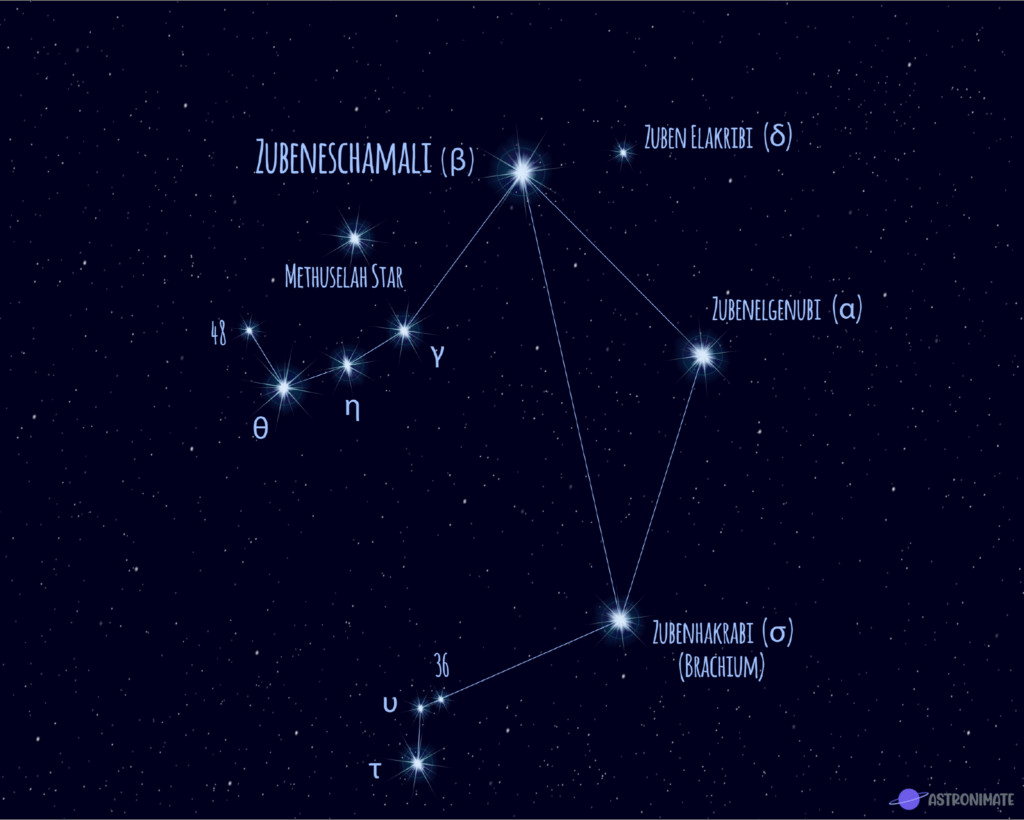 Zuben Elakribi (δ)
Zubeneschamali (β)
Methuselah Star
Zubenelgenubi (α)
48
γ
η
θ
Zubenhakrabi (σ)
(Brachium)
36
υ
τ
ASTRONIMATE